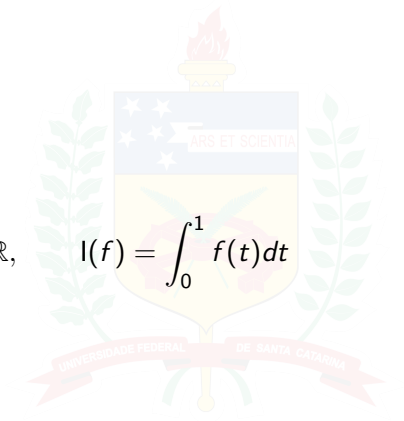 ARS ET SCIENTIA
ℝ, I(f) = ∫₀¹ f(t)dt
UNIVERSIDADE FEDERAL DE SANTA CATARINA